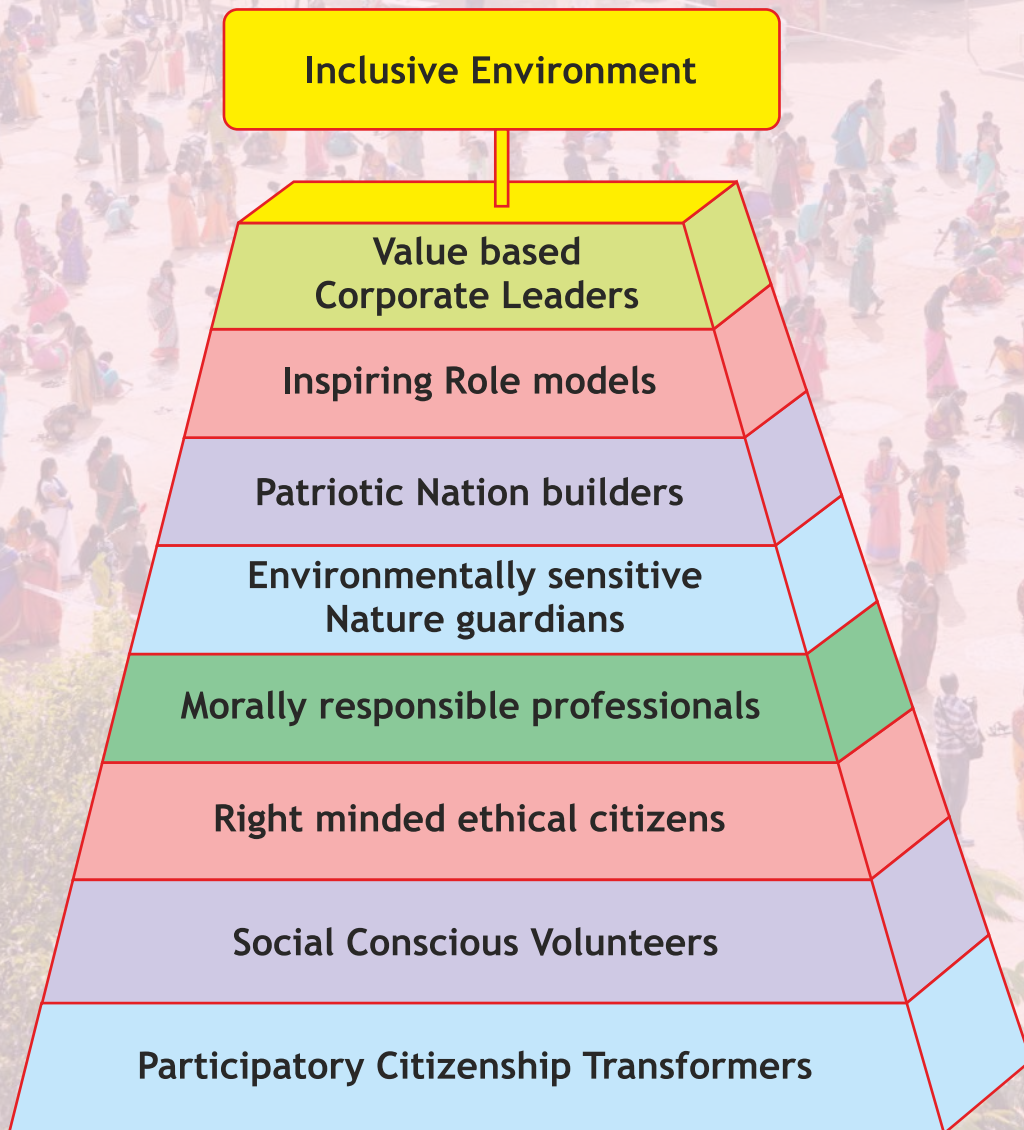 Inclusive Environment
Value based
Corporate Leaders
Inspiring Role models
Patriotic Nation builders
Environmentally sensitive
Nature guardians
Morally responsible professionals
Right minded ethical citizens
Social Conscious Volunteers
Participatory Citizenship Transformers